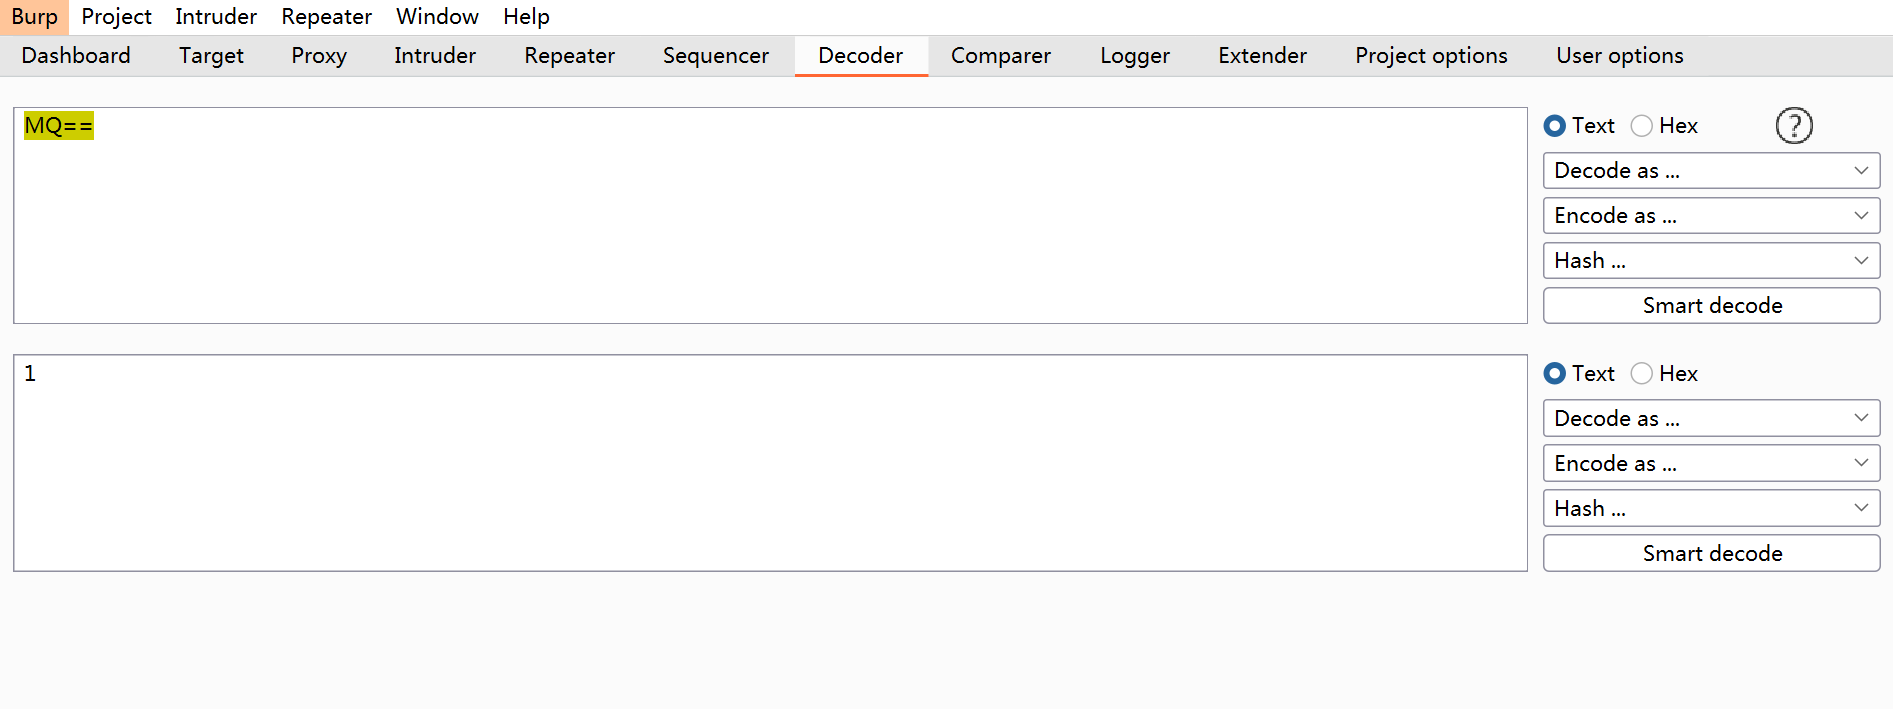 Burp Project Intruder Repeater Window Help
Dashboard Target Proxy Intruder Repeater Sequencer Decoder Comparer Logger Extender Project options User options
MQ==
Text Hex ?
Decode as ...
Encode as ...
Hash ...
Smart decode
1
Text Hex
Decode as ...
Encode as ...
Hash ...
Smart decode